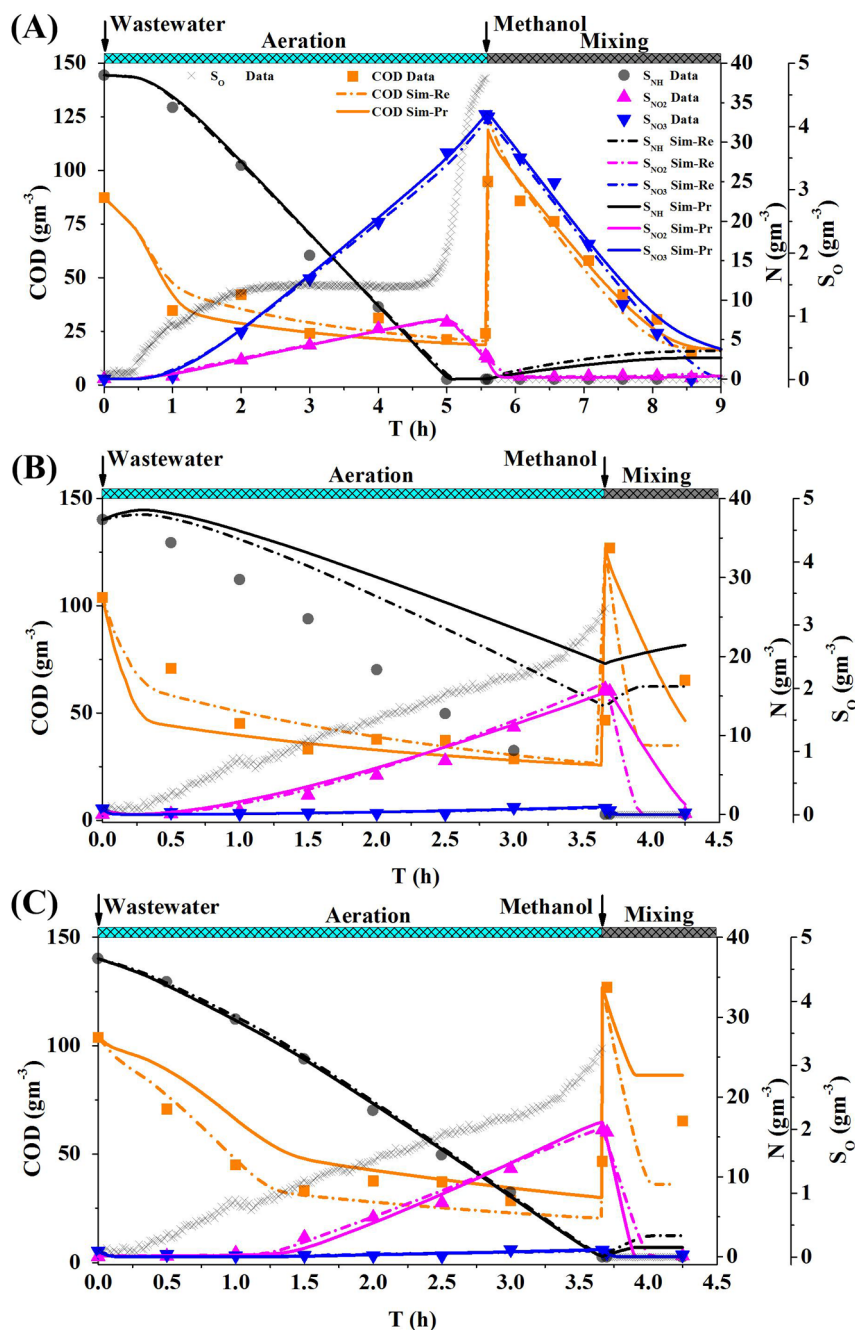 (A)
Wastewater
Methanol
Aeration
Mixing
150
125
100
75
50
25
0
COD (gm-3)
S_O Data
COD Data
COD Sim-Re
COD Sim-Pr
S_NH Data
S_NO2 Data
S_NO3 Data
S_NH Sim-Re
S_NO2 Sim-Re
S_NO3 Sim-Re
S_NH Sim-Pr
S_NO2 Sim-Pr
S_NO3 Sim-Pr
40
35
30
25
20
15
10
5
0
N (gm-3)
5
4
3
2
1
0
S_O (gm-3)
0 1 2 3 4 5 6 7 8 9
T (h)
(B)
Wastewater
Methanol
Aeration
Mixing
150
100
50
0
COD (gm-3)
40
30
20
10
0
N (gm-3)
5
4
3
2
1
0
S_O (gm-3)
0.0 0.5 1.0 1.5 2.0 2.5 3.0 3.5 4.0 4.5
T (h)
(C)
Wastewater
Methanol
Aeration
Mixing
150
100
50
0
COD (gm-3)
40
30
20
10
0
N (gm-3)
5
4
3
2
1
0
S_O (gm-3)
0.0 0.5 1.0 1.5 2.0 2.5 3.0 3.5 4.0 4.5
T (h)